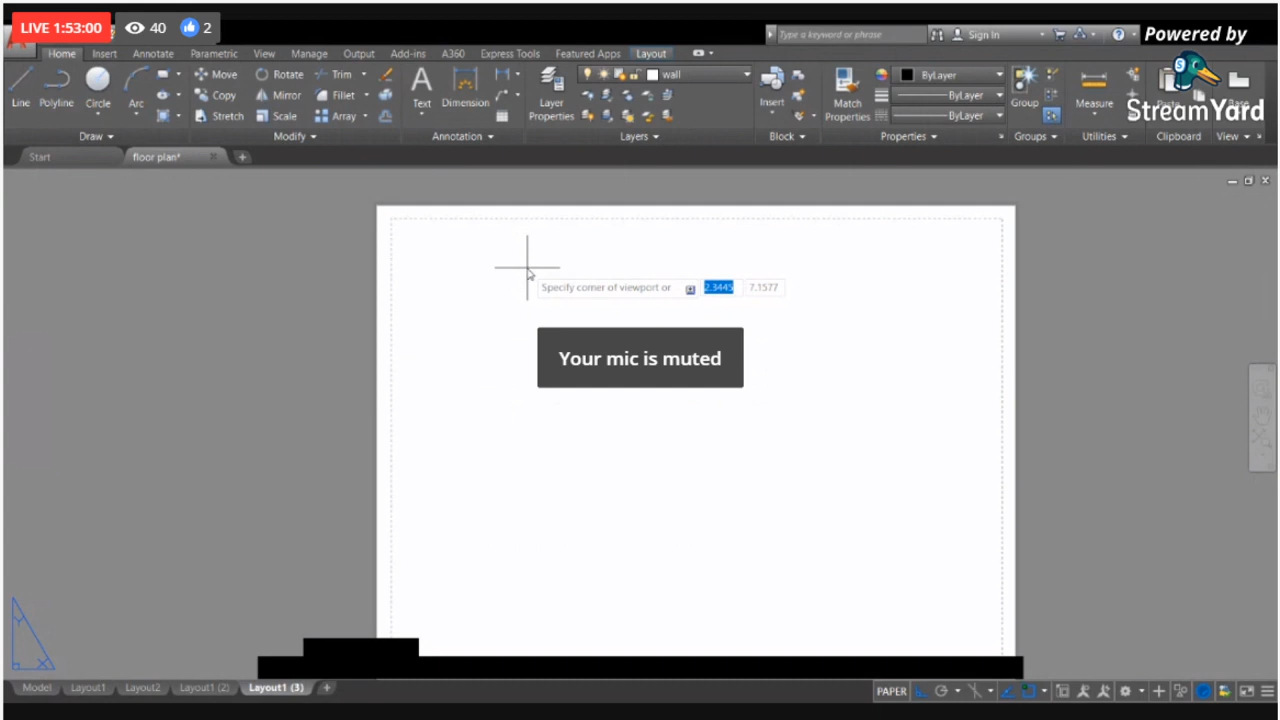 LIVE 1:53:00 40 2
Type a keyword or phrase Sign In
Powered by
StreamYard
Home Insert Annotate Parametric View Manage Output Add-ins A360 Express Tools Featured Apps Layout
Line Polyline Circle Arc
Move Rotate Trim
Copy Mirror Fillet
Stretch Scale Array
Text Dimension
Layer Properties
wall
Insert
Match Properties
ByLayer
ByLayer
ByLayer
Group
Measure
Paste
Base
Draw Modify Annotation Layers Block Properties Groups Utilities Clipboard View
Start floor plan*
Specify corner of viewport or 2.3445 7.1577
Your mic is muted
Y
X
Model Layout1 Layout2 Layout1 (2) Layout1 (3)
PAPER